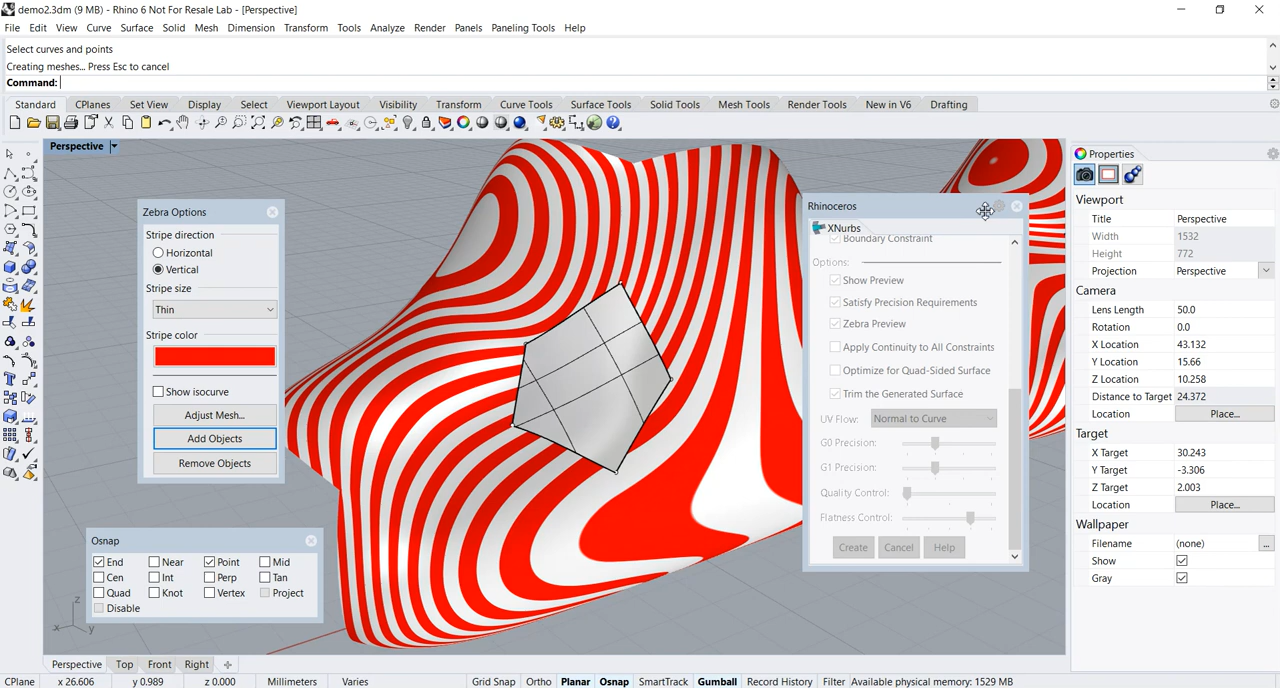 demo2.3dm (9 MB) - Rhino 6 Not For Resale Lab - [Perspective]
File Edit View Curve Surface Solid Mesh Dimension Transform Tools Analyze Render Panels Paneling Tools Help
Select curves and points
Creating meshes... Press Esc to cancel
Command:
Standard CPlanes Set View Display Select Viewport Layout Visibility Transform Curve Tools Surface Tools Solid Tools Mesh Tools Render Tools New in V6 Drafting
Perspective
Zebra Options
Stripe direction
Horizontal
Vertical
Stripe size
Thin
Stripe color
Show isocurve
Adjust Mesh...
Add Objects
Remove Objects
Osnap
End Near Point Mid
Cen Int Perp Tan
Quad Knot Vertex Project
Disable
z
x y
Rhinoceros
XNurbs
Boundary Constraint
Options:
Show Preview
Satisfy Precision Requirements
Zebra Preview
Apply Continuity to All Constraints
Optimize for Quad-Sided Surface
Trim the Generated Surface
UV Flow: Normal to Curve
G0 Precision:
G1 Precision:
Quality Control:
Flatness Control:
Create Cancel Help
Properties
Viewport
Title Perspective
Width 1532
Height 772
Projection Perspective
Camera
Lens Length 50.0
Rotation 0.0
X Location 43.132
Y Location 15.66
Z Location 10.258
Distance to Target 24.372
Location Place...
Target
X Target 30.243
Y Target -3.306
Z Target 2.003
Location Place...
Wallpaper
Filename (none) ...
Show
Gray
Perspective Top Front Right
CPlane x 26.606 y 0.989 z 0.000 Millimeters Varies Grid Snap Ortho Planar Osnap SmartTrack Gumball Record History Filter Available physical memory: 1529 MB